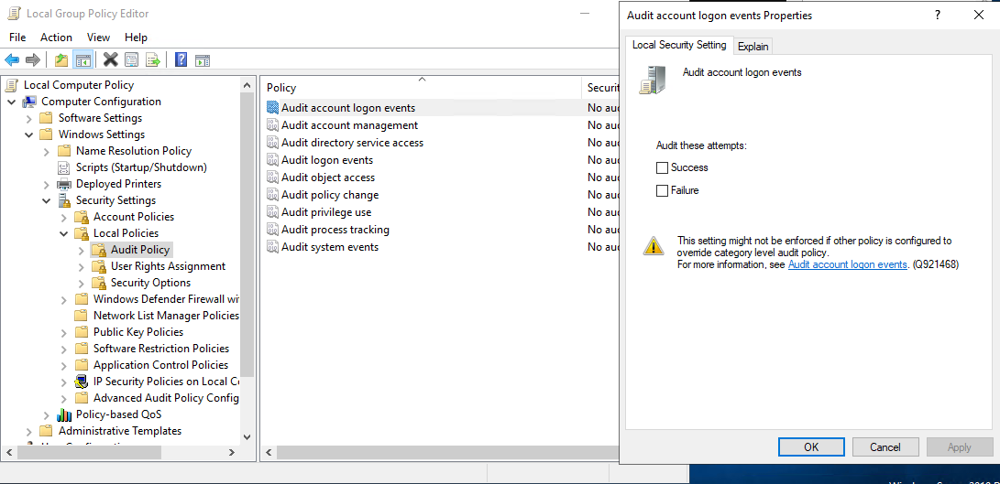 Local Group Policy Editor
File Action View Help
Local Computer Policy
Computer Configuration
Software Settings
Windows Settings
Name Resolution Policy
Scripts (Startup/Shutdown)
Deployed Printers
Security Settings
Account Policies
Local Policies
Audit Policy
User Rights Assignment
Security Options
Windows Defender Firewall wi
Network List Manager Policies
Public Key Policies
Software Restriction Policies
Application Control Policies
IP Security Policies on Local C
Advanced Audit Policy Config
Policy-based QoS
Administrative Templates
Policy Securit
Audit account logon events No au
Audit account management No au
Audit directory service access No au
Audit logon events No au
Audit object access No au
Audit policy change No au
Audit privilege use No au
Audit process tracking No au
Audit system events No au
Audit account logon events Properties
?
Local Security Setting Explain
Audit account logon events
Audit these attempts:
Success
Failure
This setting might not be enforced if other policy is configured to
override category level audit policy.
For more information, see Audit account logon events. (Q921468)
OK Cancel Apply